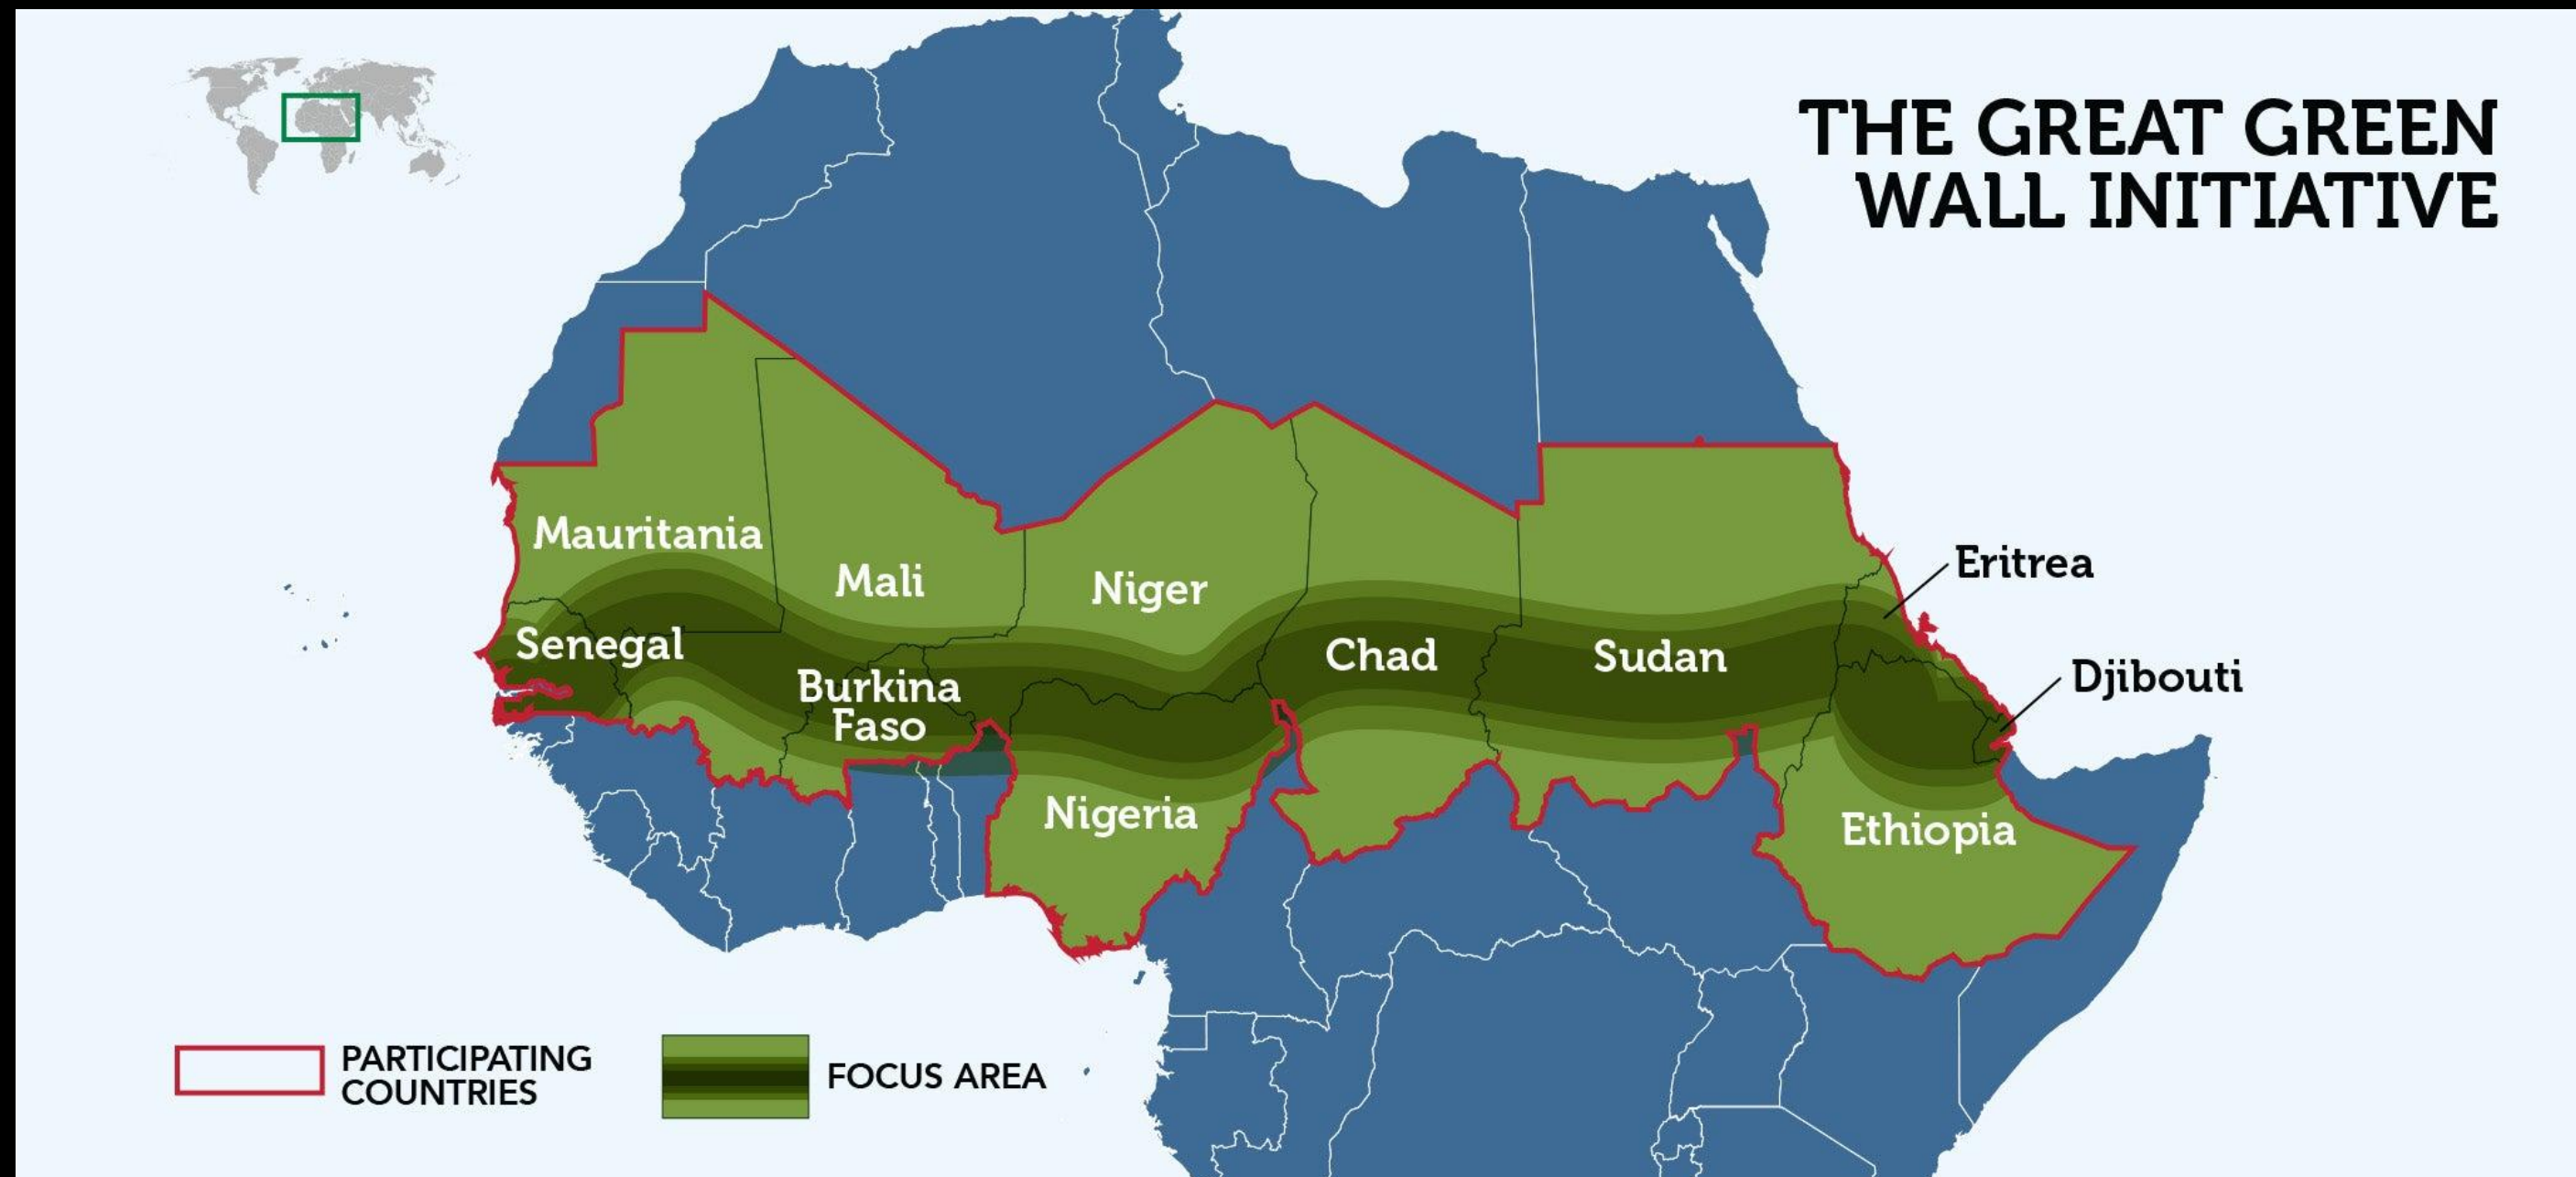 THE GREAT GREEN
WALL INITIATIVE
Mauritania
Mali
Niger
Eritrea
Senegal
Chad
Sudan
Djibouti
Burkina
Faso
Nigeria
Ethiopia
PARTICIPATING
COUNTRIES
FOCUS AREA